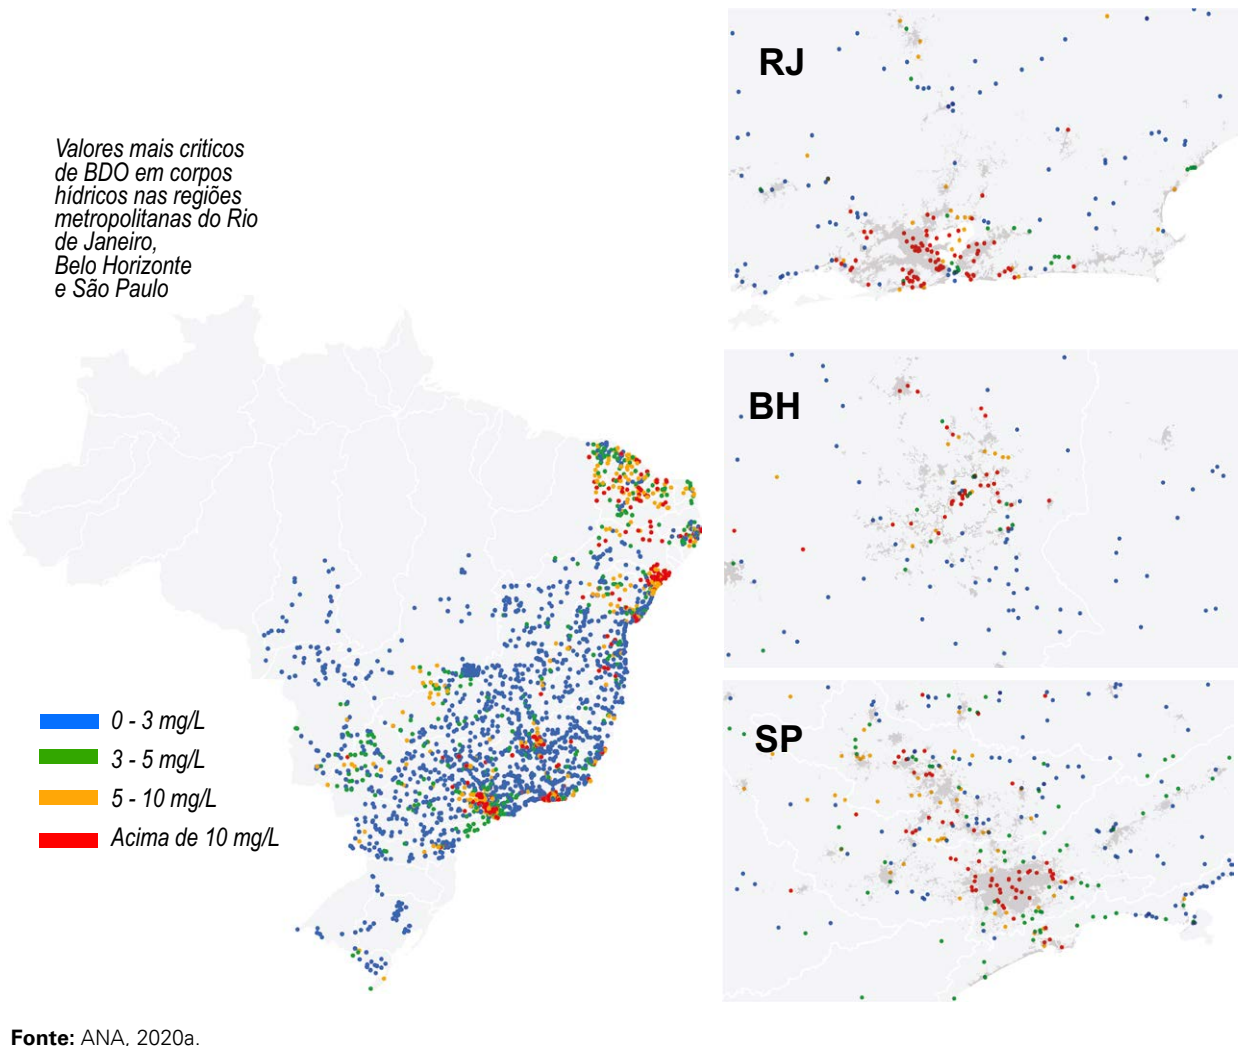 Valores mais criticos
de BDO em corpos
hídricos nas regiões
metropolitanas do Rio
de Janeiro,
Belo Horizonte
e São Paulo
RJ
BH
SP
0 - 3 mg/L
3 - 5 mg/L
5 - 10 mg/L
Acima de 10 mg/L
Fonte: ANA, 2020a.